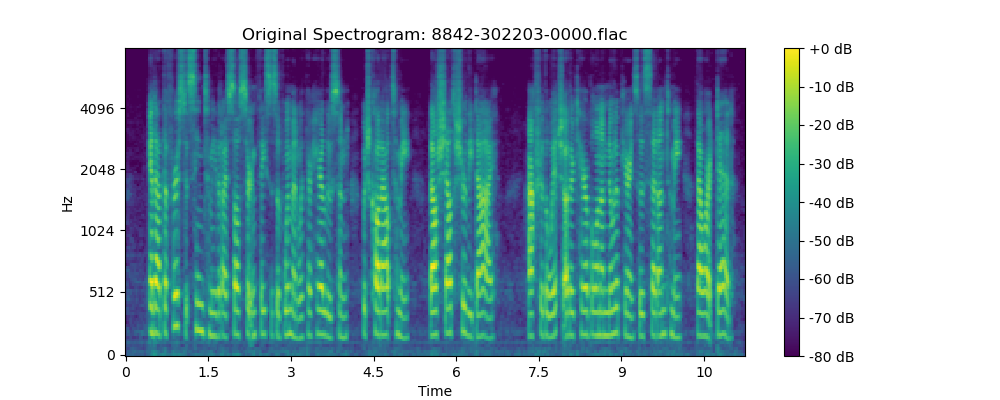 Original Spectrogram: 8842-302203-0000.flac
+0 dB
4096
-10 dB
-20 dB
2048
-30 dB
Hz
-40 dB
1024
-50 dB
512
-60 dB
-70 dB
0
-80 dB
0 1.5 3 4.5 6 7.5 9 10
Time